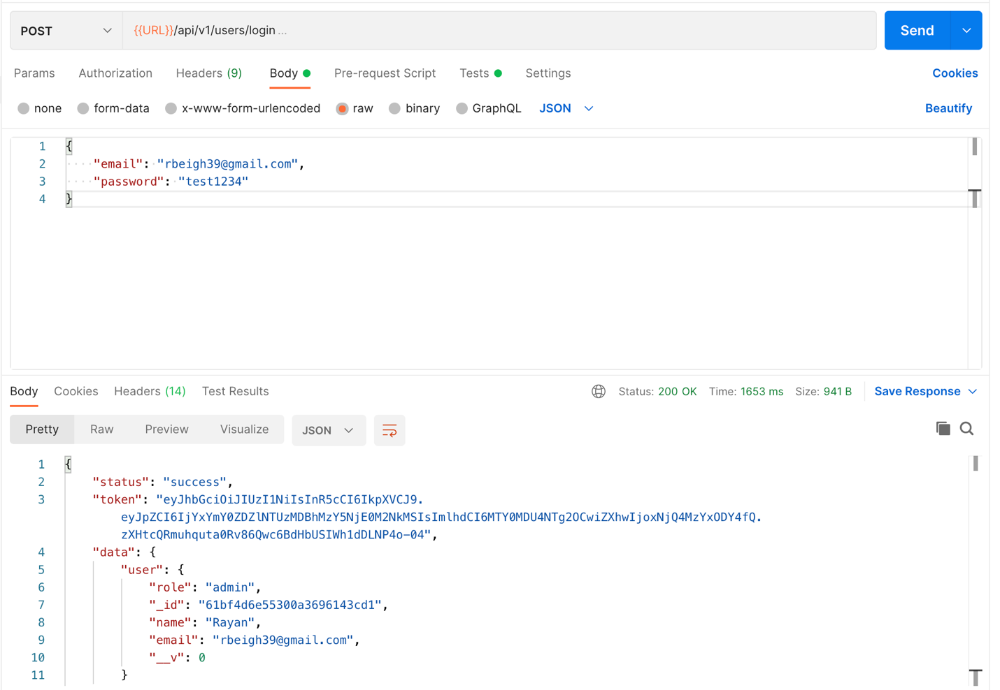 POST {{URL}}/api/v1/users/login ... Send
Params Authorization Headers (9) Body Pre-request Script Tests Settings Cookies
none form-data x-www-form-urlencoded raw binary GraphQL JSON Beautify
1 {
2 "email": "rbeigh39@gmail.com",
3 "password": "test1234"
4 }
Body Cookies Headers (14) Test Results Status: 200 OK Time: 1653 ms Size: 941 B Save Response
Pretty Raw Preview Visualize JSON
1 {
2 "status": "success",
3 "token": "eyJhbGciOiJIUzI1NiIsInR5cCI6IkpXVCJ9.
eyJpZCI6IjYxYmY0ZDZlNTUzMDBhMzY5NjE0M2NkMSIsImlhdCI6MTY0MDU4NTg2OCwiZXhwIjoxNjQ4MzYxODY4fQ.
zXHtcQRmuhquta0Rv86Qwc6BdHbUSIWh1dDLNP4o-04",
4 "data": {
5 "user": {
6 "role": "admin",
7 "_id": "61bf4d6e55300a3696143cd1",
8 "name": "Rayan",
9 "email": "rbeigh39@gmail.com",
10 "__v": 0
11 }